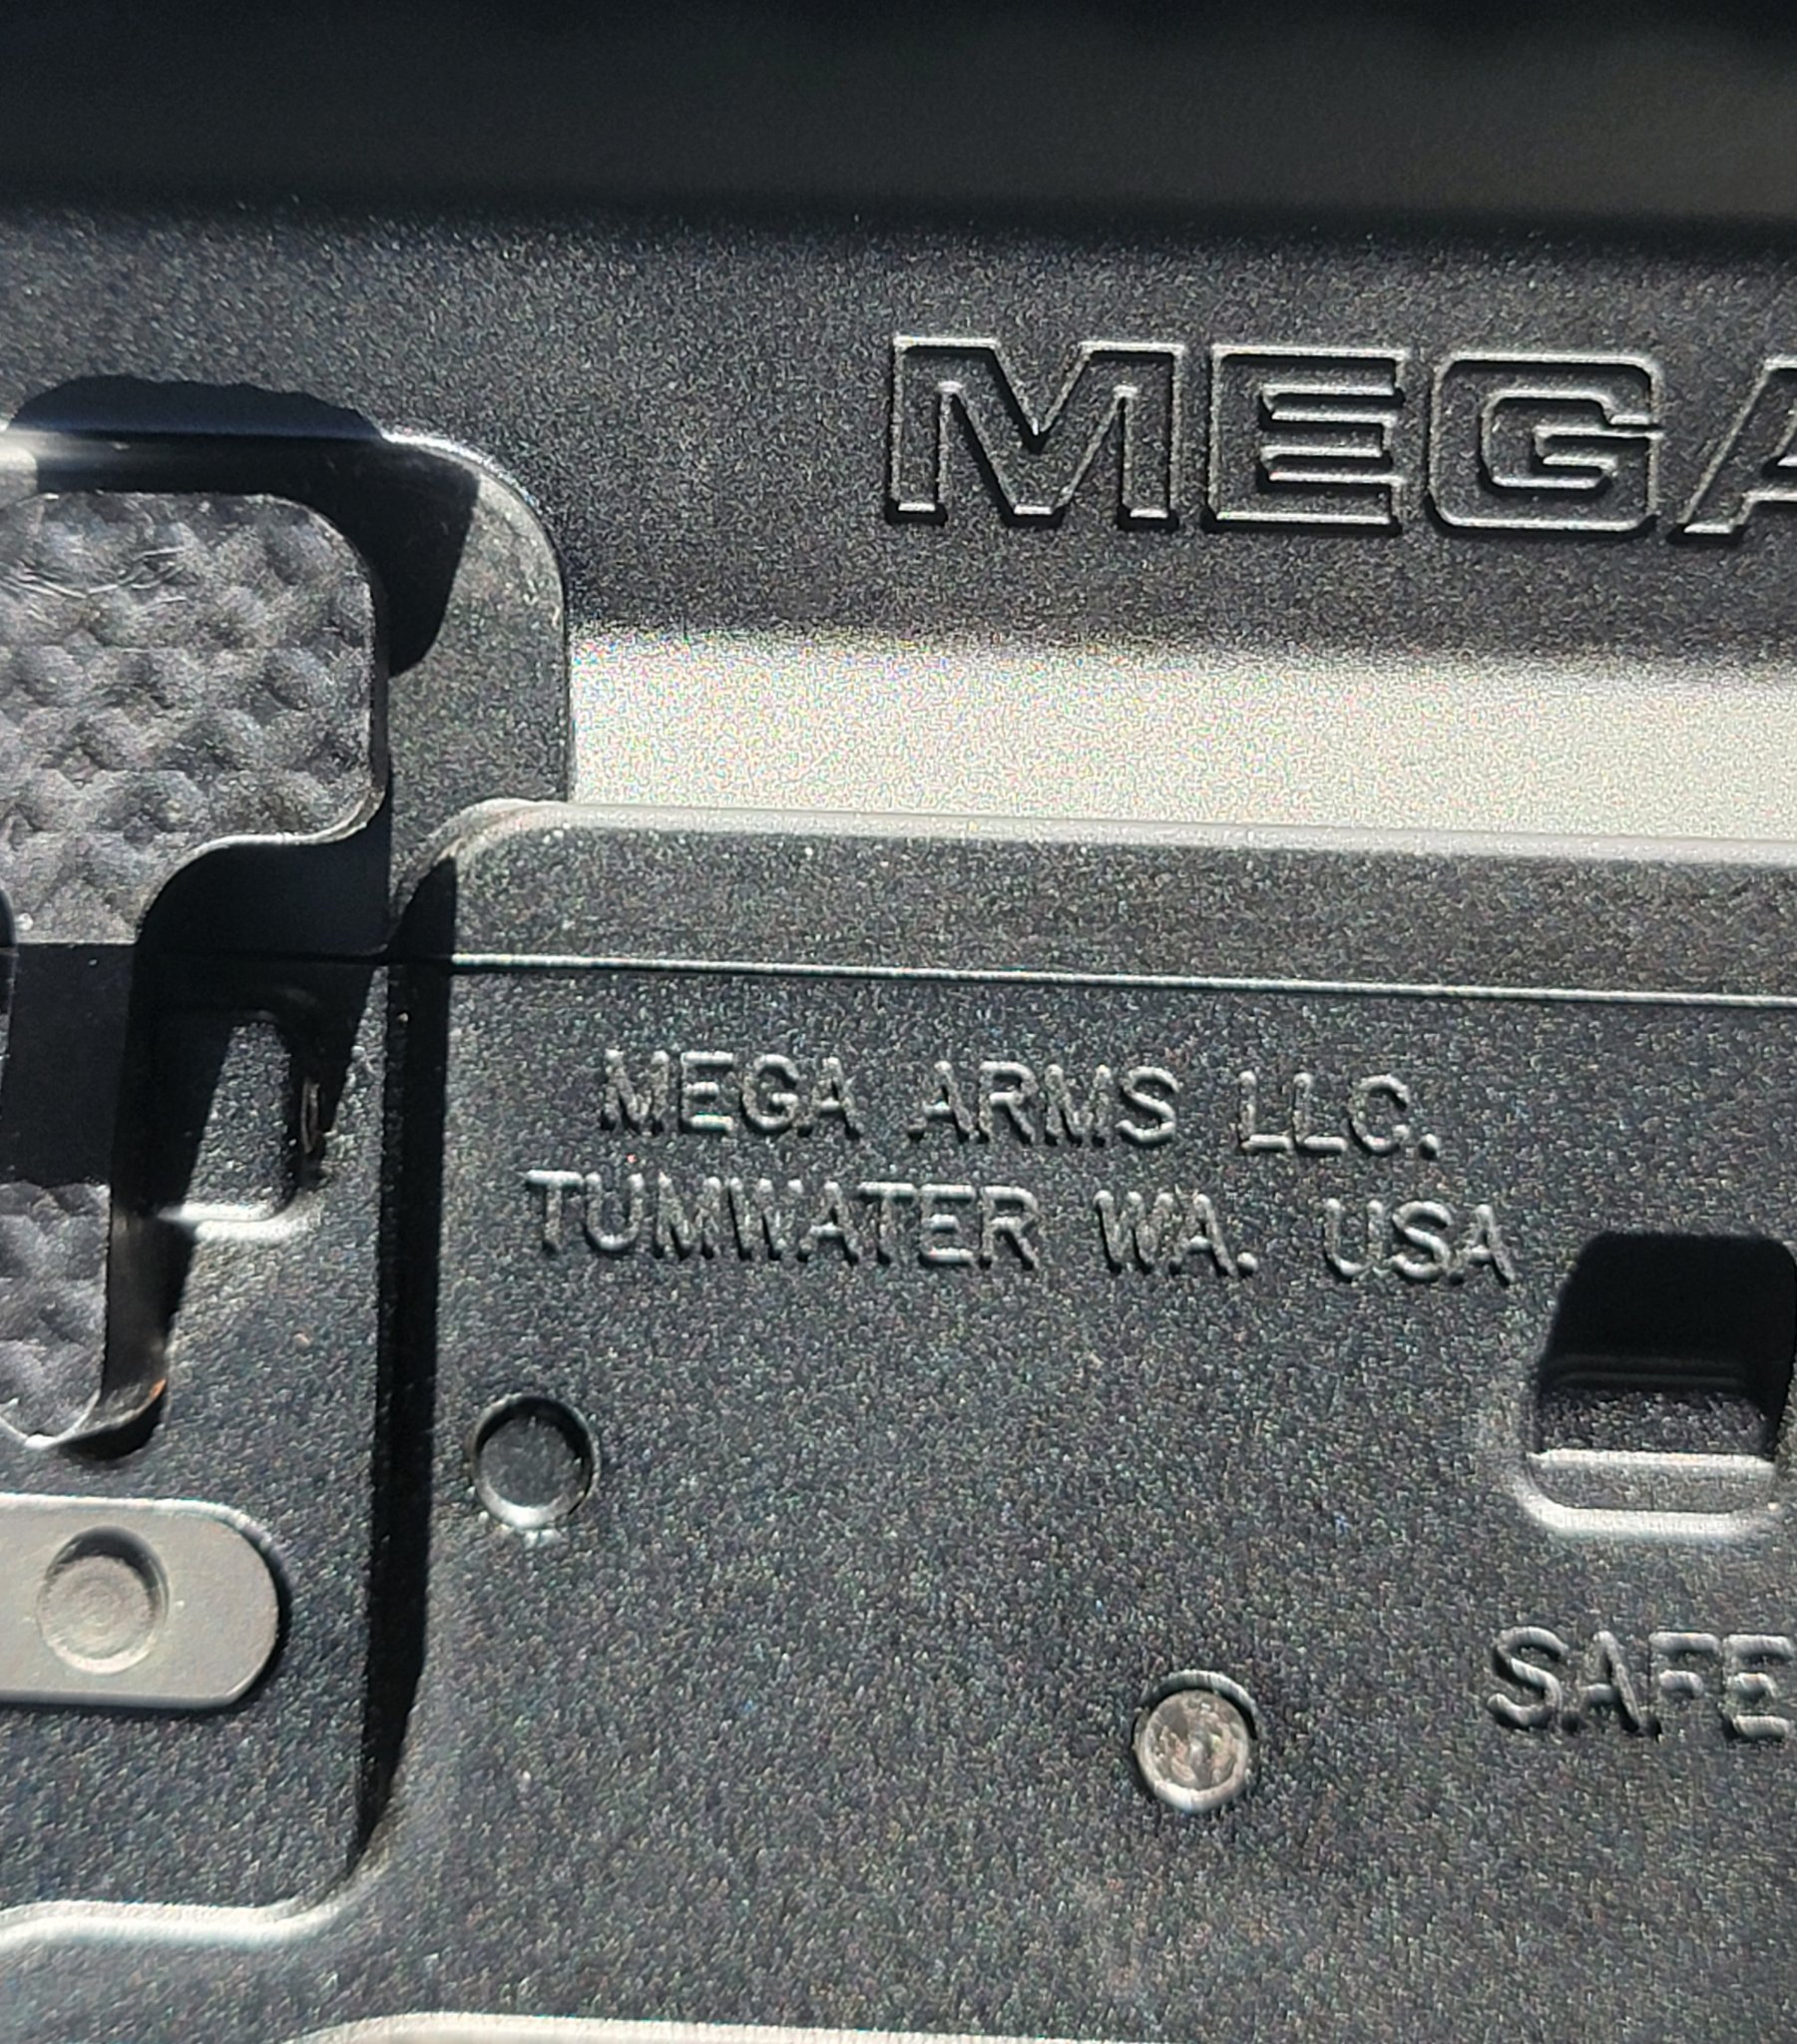 MEGA
MEGA ARMS LLC.
TUMWATER WA. USA
SAFE